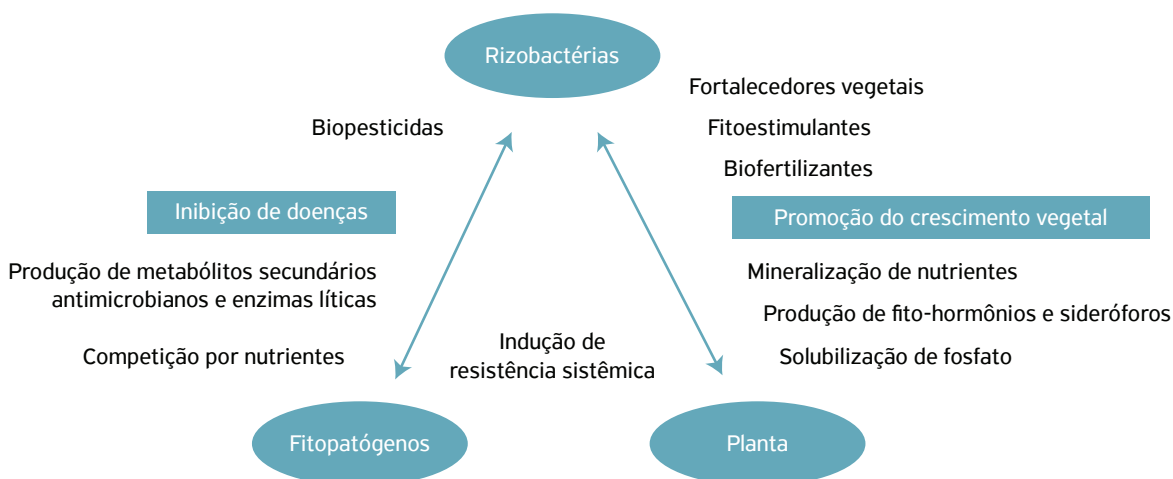 Rizobactérias
Fortalecedores vegetais
Biopesticidas
Fitoestimulantes
Biofertilizantes
Inibição de doenças
Promoção do crescimento vegetal
Produção de metabólitos secundários
antimicrobianos e enzimas líticas
Mineralização de nutrientes
Produção de fito-hormônios e sideróforos
Competição por nutrientes
Indução de
resistência sistêmica
Solubilização de fosfato
Fitopatógenos
Planta